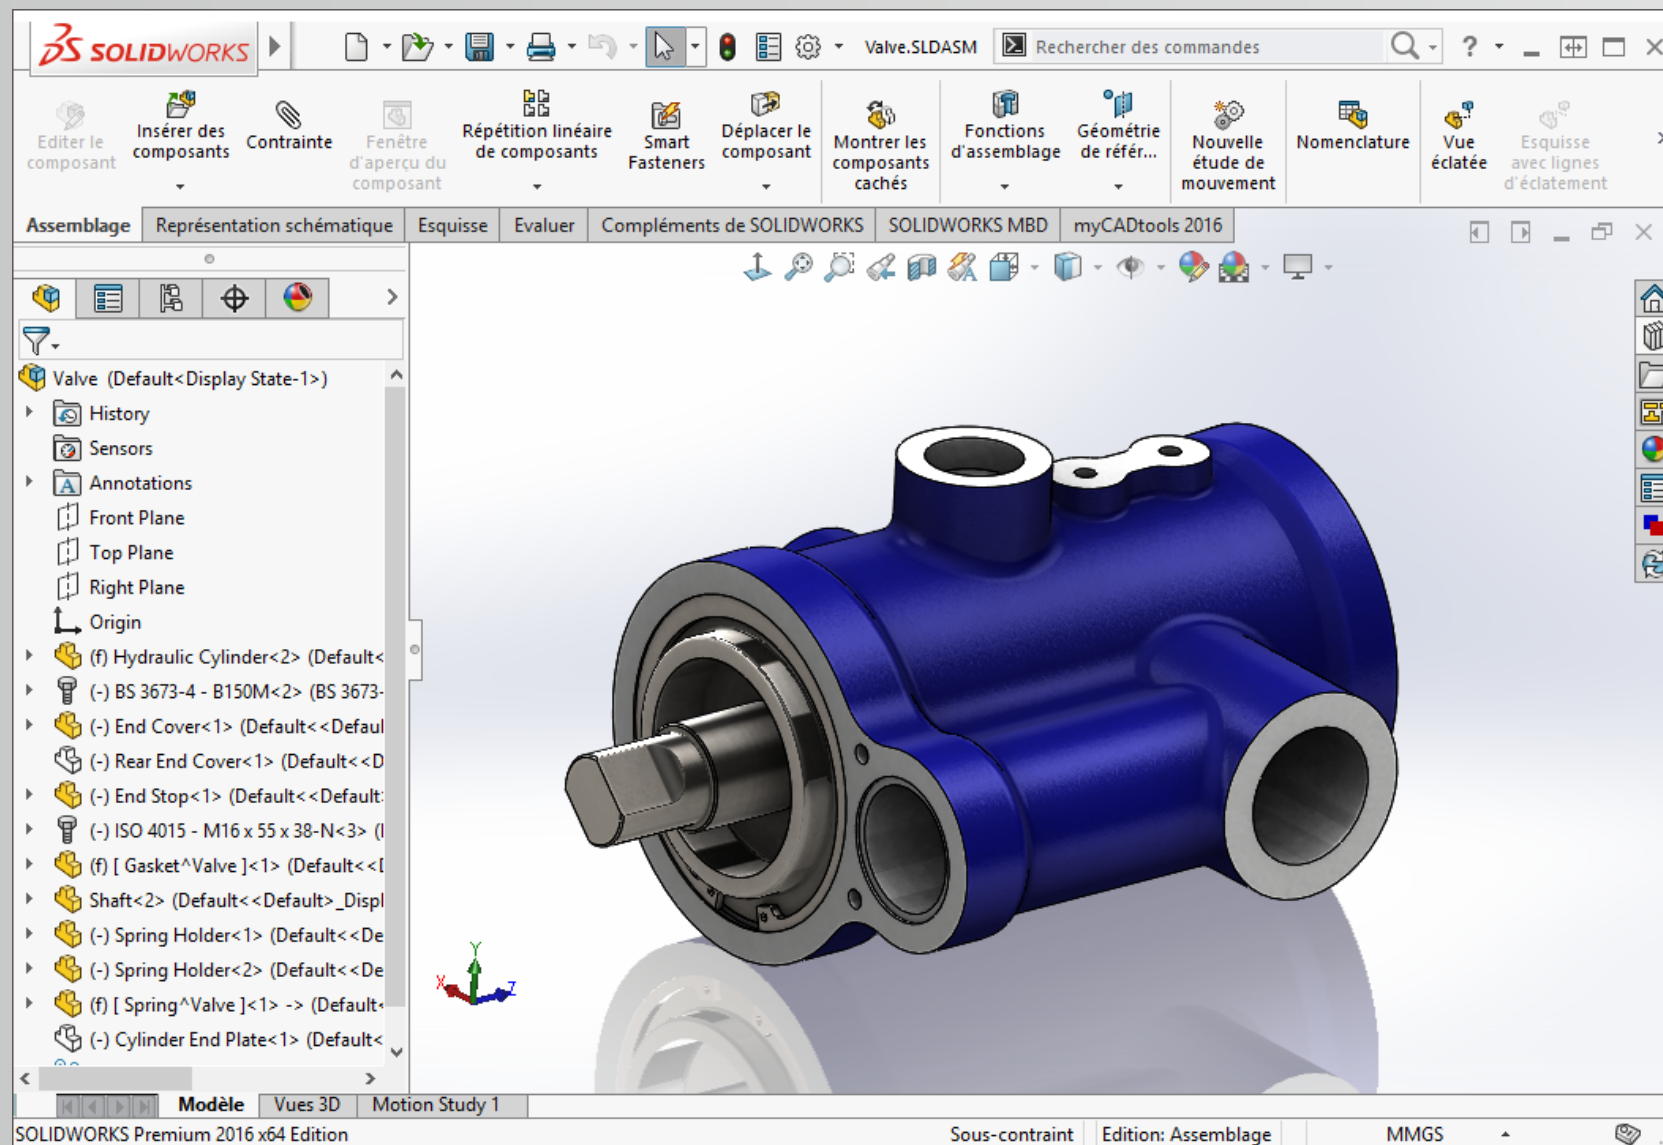 SOLIDWORKS
Valve.SLDASM
Rechercher des commandes
?
Editer le
composant
Insérer des
composants
Contrainte
Fenêtre
d'aperçu du
composant
Répétition linéaire
de composants
Smart
Fasteners
Déplacer le
composant
Montrer les
composants
cachés
Fonctions
d'assemblage
Géométrie
de référ...
Nouvelle
étude de
mouvement
Nomenclature
Vue
éclatée
Esquisse
avec lignes
d'éclatement
Assemblage
Représentation schématique
Esquisse
Evaluer
Compléments de SOLIDWORKS
SOLIDWORKS MBD
myCADtools 2016
Valve (Default<Display State-1>)
History
Sensors
Annotations
Front Plane
Top Plane
Right Plane
Origin
(f) Hydraulic Cylinder<2> (Default<
(-) BS 3673-4 - B150M<2> (BS 3673-
(-) End Cover<1> (Default<<Defaul
(-) Rear End Cover<1> (Default<<D
(-) End Stop<1> (Default<<Default
(-) ISO 4015 - M16 x 55 x 38-N<3> (
(f) [ Gasket^Valve ]<1> (Default<<
Shaft<2> (Default<<Default>_Displ
(-) Spring Holder<1> (Default<<De
(-) Spring Holder<2> (Default<<De
(f) [ Spring^Valve ]<1> -> (Default<
(-) Cylinder End Plate<1> (Default<
Y
X
Z
Modèle
Vues 3D
Motion Study 1
SOLIDWORKS Premium 2016 x64 Edition
Sous-contraint
Edition: Assemblage
MMGS